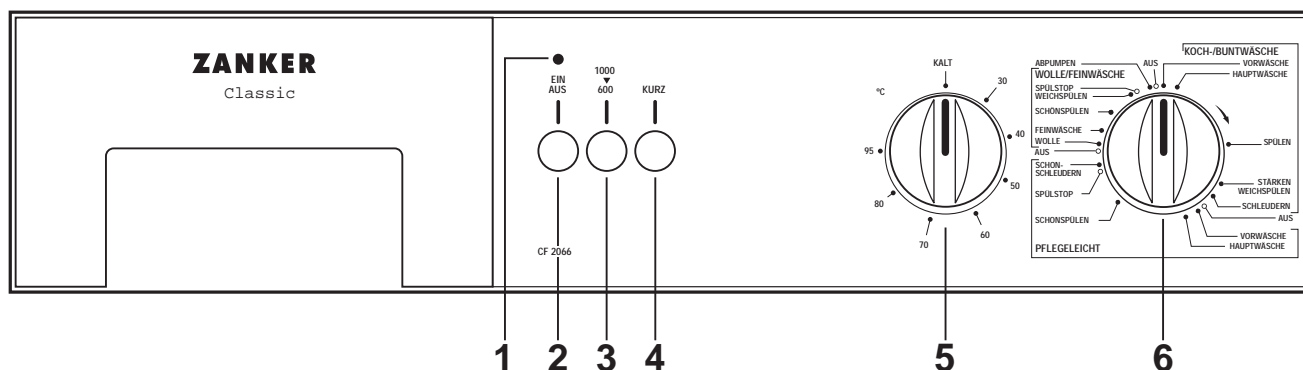 ZANKER
Classic
EIN
AUS
1000
600
KURZ
CF 2066
°C
KALT
30
40
50
60
70
80
95
KOCH-/BUNTWÄSCHE
VORWÄSCHE
HAUPTWÄSCHE
SPÜLEN
STÄRKEN
WEICHSPÜLEN
SCHLEUDERN
AUS
VORWÄSCHE
HAUPTWÄSCHE
PFLEGELEICHT
SCHONSPÜLEN
SPÜLSTOP
SCHON-
SCHLEUDERN
AUS
WOLLE
FEINWÄSCHE
SCHÖNSPÜLEN
WEICHSPÜLEN
SPÜLSTOP
WOLLE/FEINWÄSCHE
ABPUMPEN
AUS
1
2
3
4
5
6